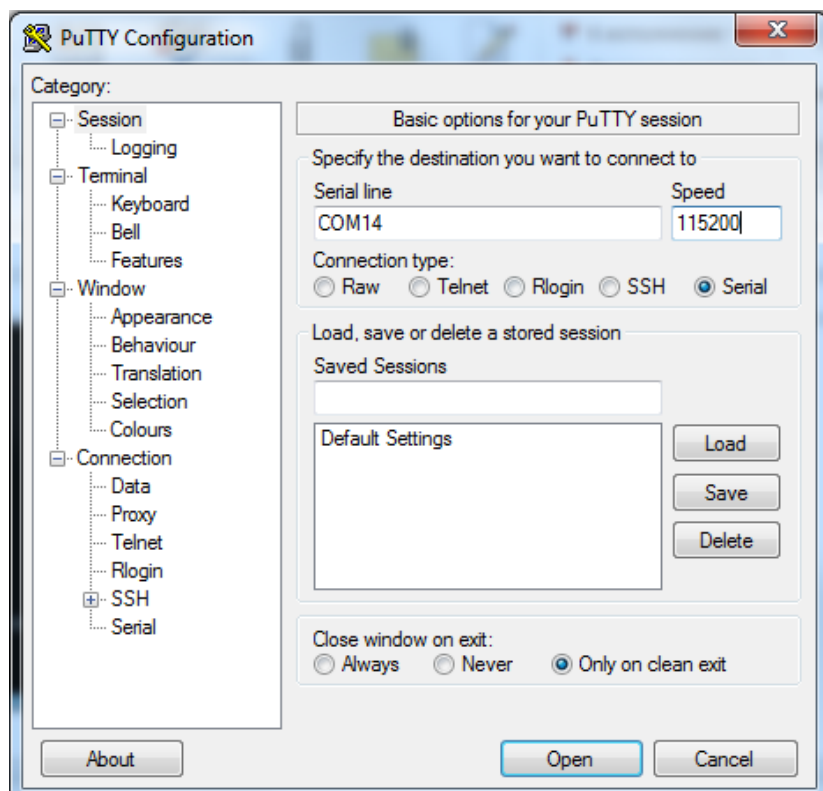 PuTTY Configuration
Category:
Session
Logging
Terminal
Keyboard
Bell
Features
Window
Appearance
Behaviour
Translation
Selection
Colours
Connection
Data
Proxy
Telnet
Rlogin
SSH
Serial
Basic options for your PuTTY session
Specify the destination you want to connect to
Serial line Speed
COM14 115200
Connection type:
Raw Telnet Rlogin SSH Serial
Load, save or delete a stored session
Saved Sessions
Default Settings
Load
Save
Delete
Close window on exit:
Always Never Only on clean exit
About Open Cancel